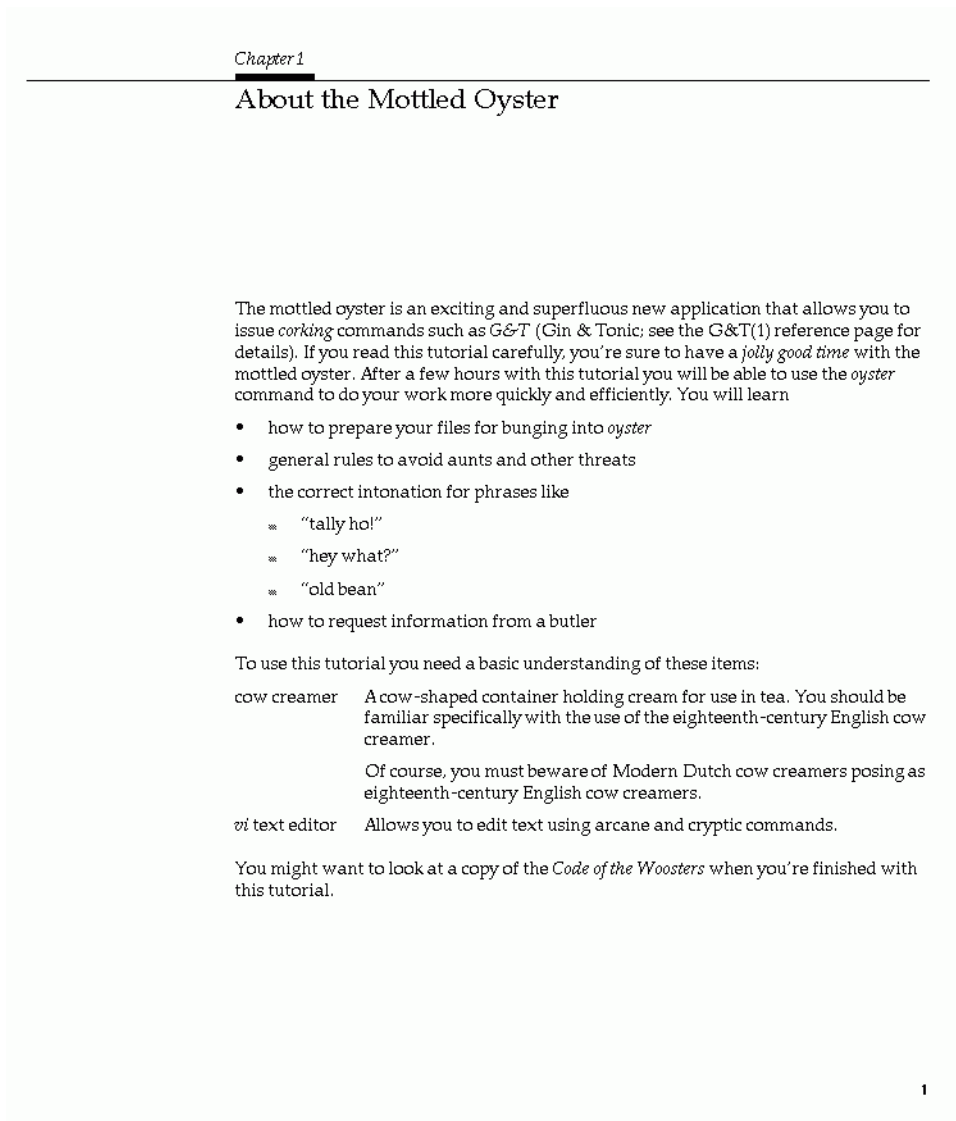 Chapter 1
About the Mottled Oyster
The mottled oyster is an exciting and superfluous new application that allows you to
issue corking commands such as G&T (Gin & Tonic; see the G&T(1) reference page for
details). If you read this tutorial carefully, you're sure to have a jolly good time with the
mottled oyster. After a few hours with this tutorial you will be able to use the oyster
command to do your work more quickly and efficiently. You will learn
• how to prepare your files for bunging into oyster
• general rules to avoid aunts and other threats
• the correct intonation for phrases like
"tally ho!"
"hey what?"
"old bean"
• how to request information from a butler
To use this tutorial you need a basic understanding of these items:
cow creamer A cow-shaped container holding cream for use in tea. You should be
familiar specifically with the use of the eighteenth-century English cow
creamer.
Of course, you must beware of Modern Dutch cow creamers posing as
eighteenth-century English cow creamers.
vi text editor Allows you to edit text using arcane and cryptic commands.
You might want to look at a copy of the Code of the Woosters when you're finished with
this tutorial.
1